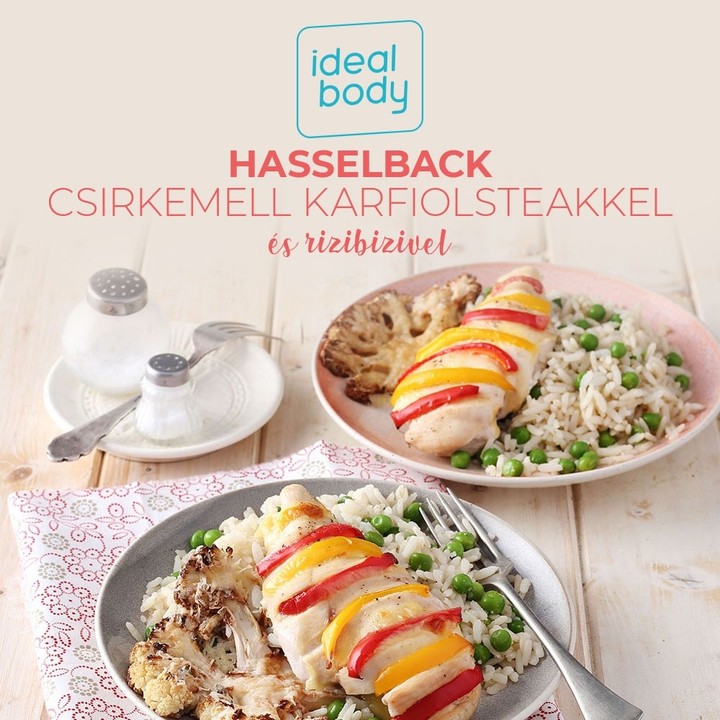 ideal
body
HASSELBACK
CSIRKEMELL KARFIOLSTEAKKEL
és rizibizivel